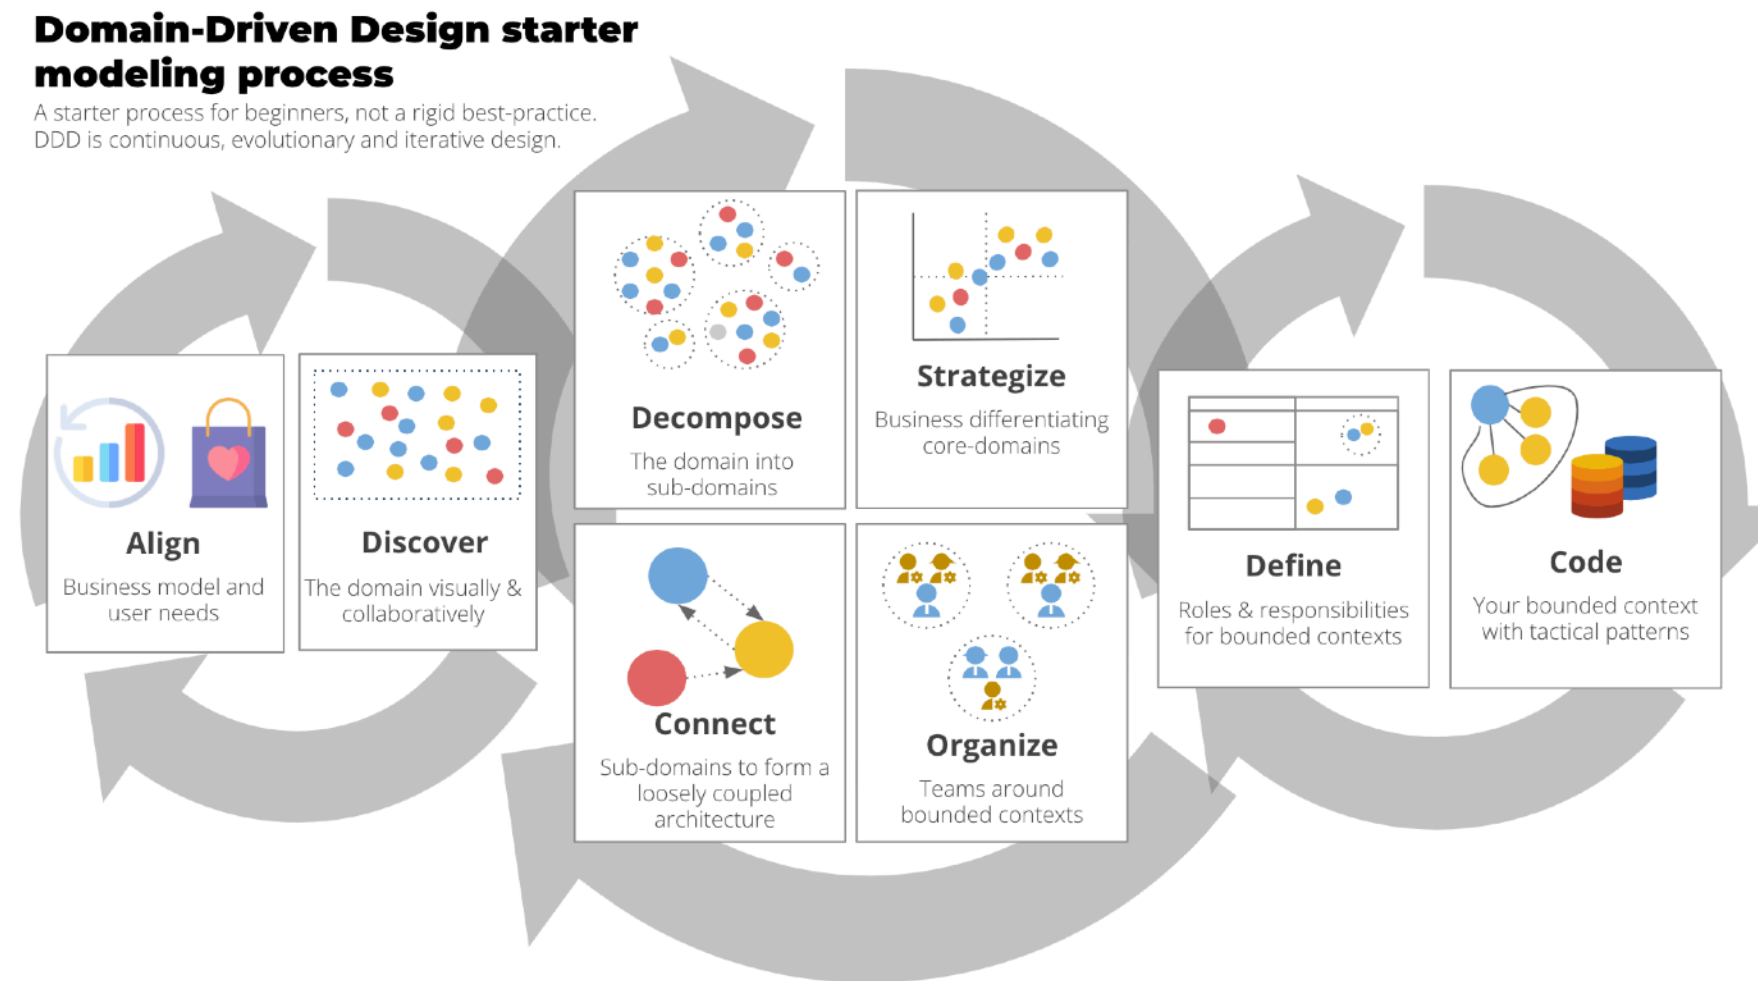 Domain-Driven Design starter
modeling process
A starter process for beginners, not a rigid best-practice.
DDD is continuous, evolutionary and iterative design.
Align
Business model and
user needs
Discover
The domain visually &
collaboratively
Decompose
The domain into
sub-domains
Strategize
Business differentiating
core-domains
Connect
Sub-domains to form a
loosely coupled
architecture
Organize
Teams around
bounded contexts
Define
Roles & responsibilities
for bounded contexts
Code
Your bounded context
with tactical patterns